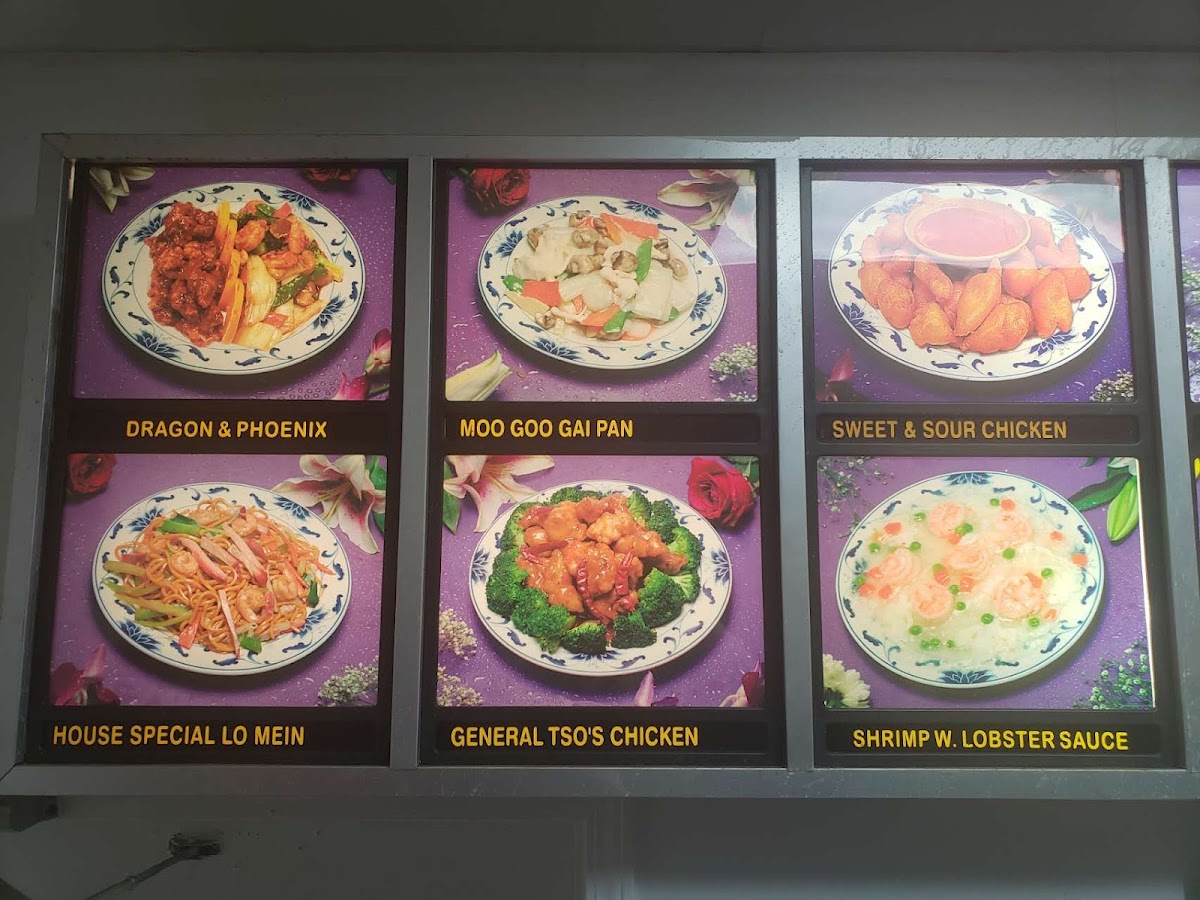 DRAGON & PHOENIX
MOO GOO GAI PAN
SWEET & SOUR CHICKEN
HOUSE SPECIAL LO MEIN
GENERAL TSO'S CHICKEN
SHRIMP W. LOBSTER SAUCE